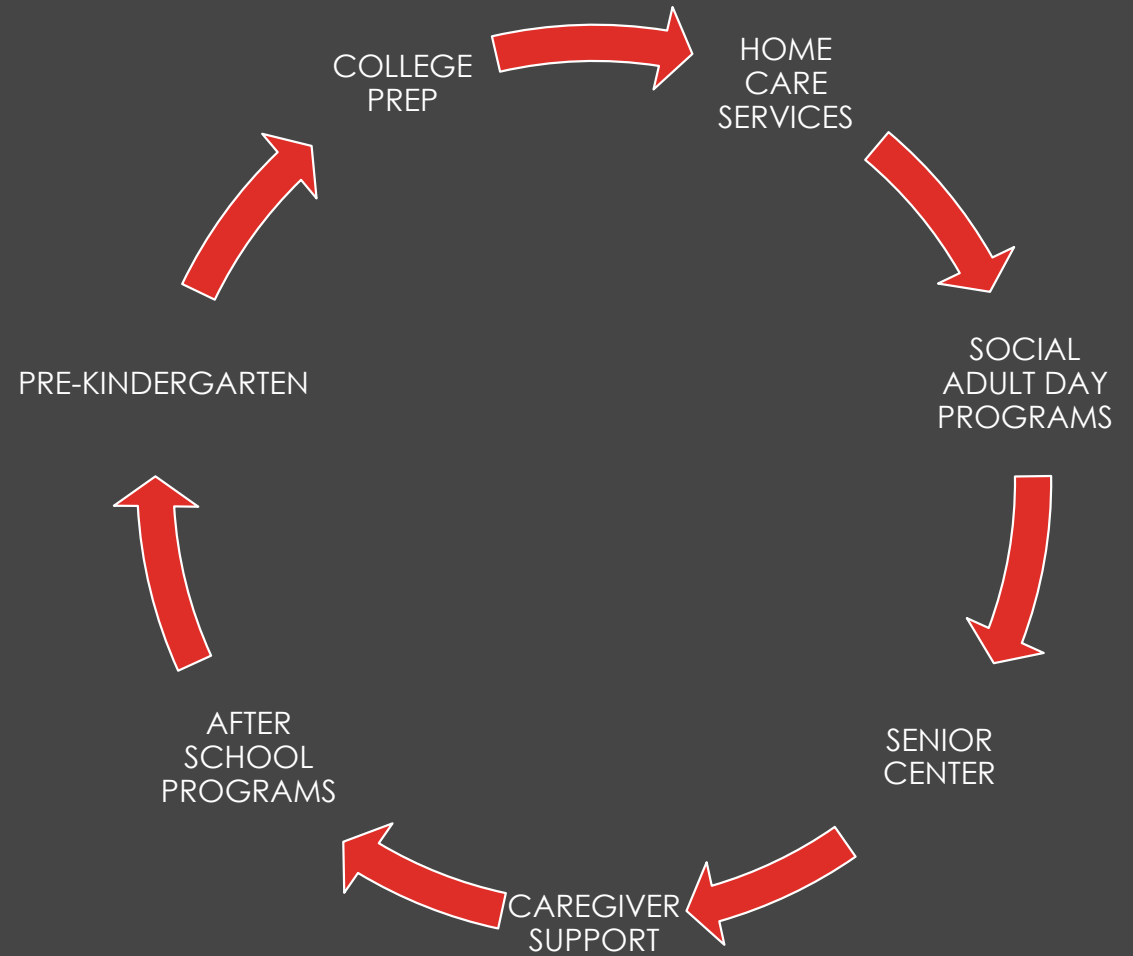 COLLEGE
PREP
HOME
CARE
SERVICES
SOCIAL
ADULT DAY
PROGRAMS
SENIOR
CENTER
CAREGIVER
SUPPORT
AFTER
SCHOOL
PROGRAMS
PRE-KINDERGARTEN